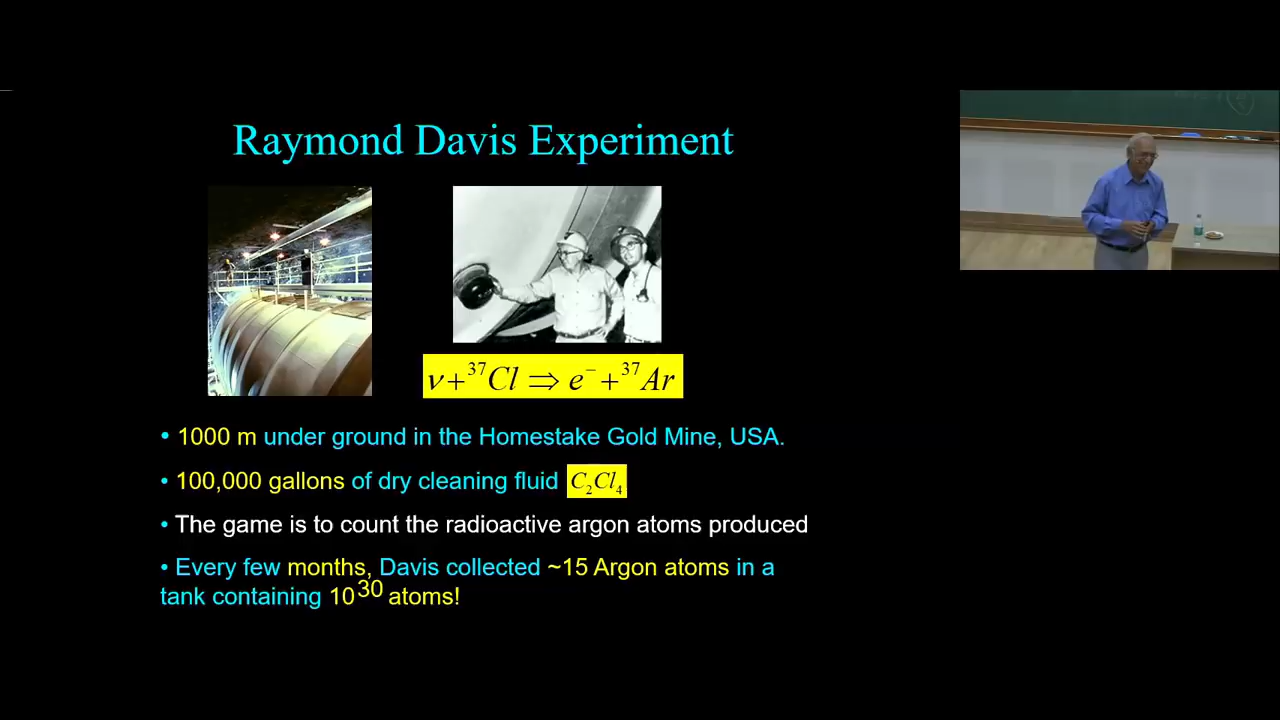 Raymond Davis Experiment
ν + ³⁷Cl ⇒ e⁻ + ³⁷Ar
• 1000 m under ground in the Homestake Gold Mine, USA.
• 100,000 gallons of dry cleaning fluid C₂Cl₄
• The game is to count the radioactive argon atoms produced
• Every few months, Davis collected ~15 Argon atoms in a
tank containing 10³⁰ atoms!